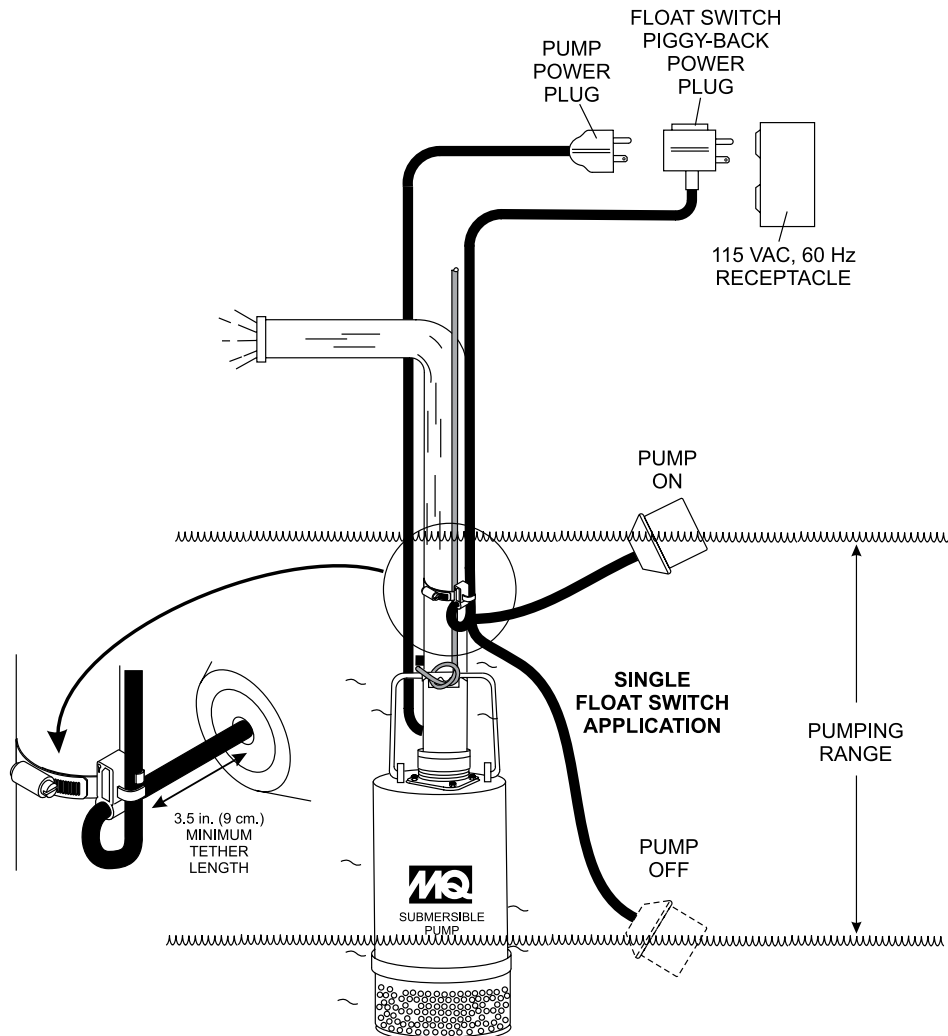 FLOAT SWITCH
PIGGY-BACK
POWER
PLUG
PUMP
POWER
PLUG
115 VAC, 60 Hz
RECEPTACLE
PUMP
ON
SINGLE
FLOAT SWITCH
APPLICATION
PUMPING
RANGE
3.5 in. (9 cm.)
MINIMUM
TETHER
LENGTH
PUMP
OFF
MQ
SUBMERSIBLE
PUMP